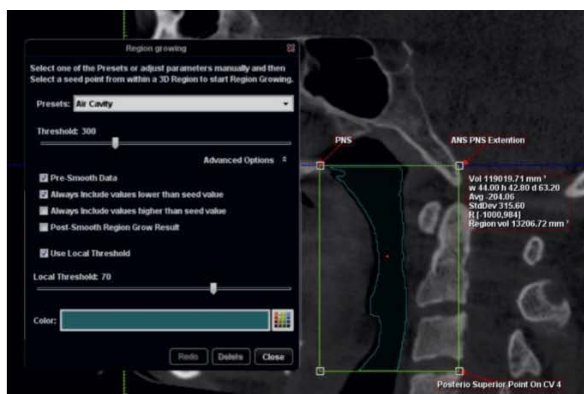 Region growing
Select one of the Presets or adjust parameters manually and then
Select a seed point from within a 3D Region to start Region Growing.
Presets: Air Cavity
Threshold: 300
Advanced Options
Pre-Smooth Data
Always Include values lower than seed value
Always Include values higher than seed value
Post-Smooth Region Grow Result
Use Local Threshold
Local Threshold: 70
Color:
Redo Delete Close
PNS
ANS PNS Extention
Vol 119019.71 mm ³
w 44.00 h 42.80 d 63.20
Avg -204.06
StdDev 315.60
R [-1000,984]
Region vol 13206.72 mm ³
Posterio Superior Point On CV 4